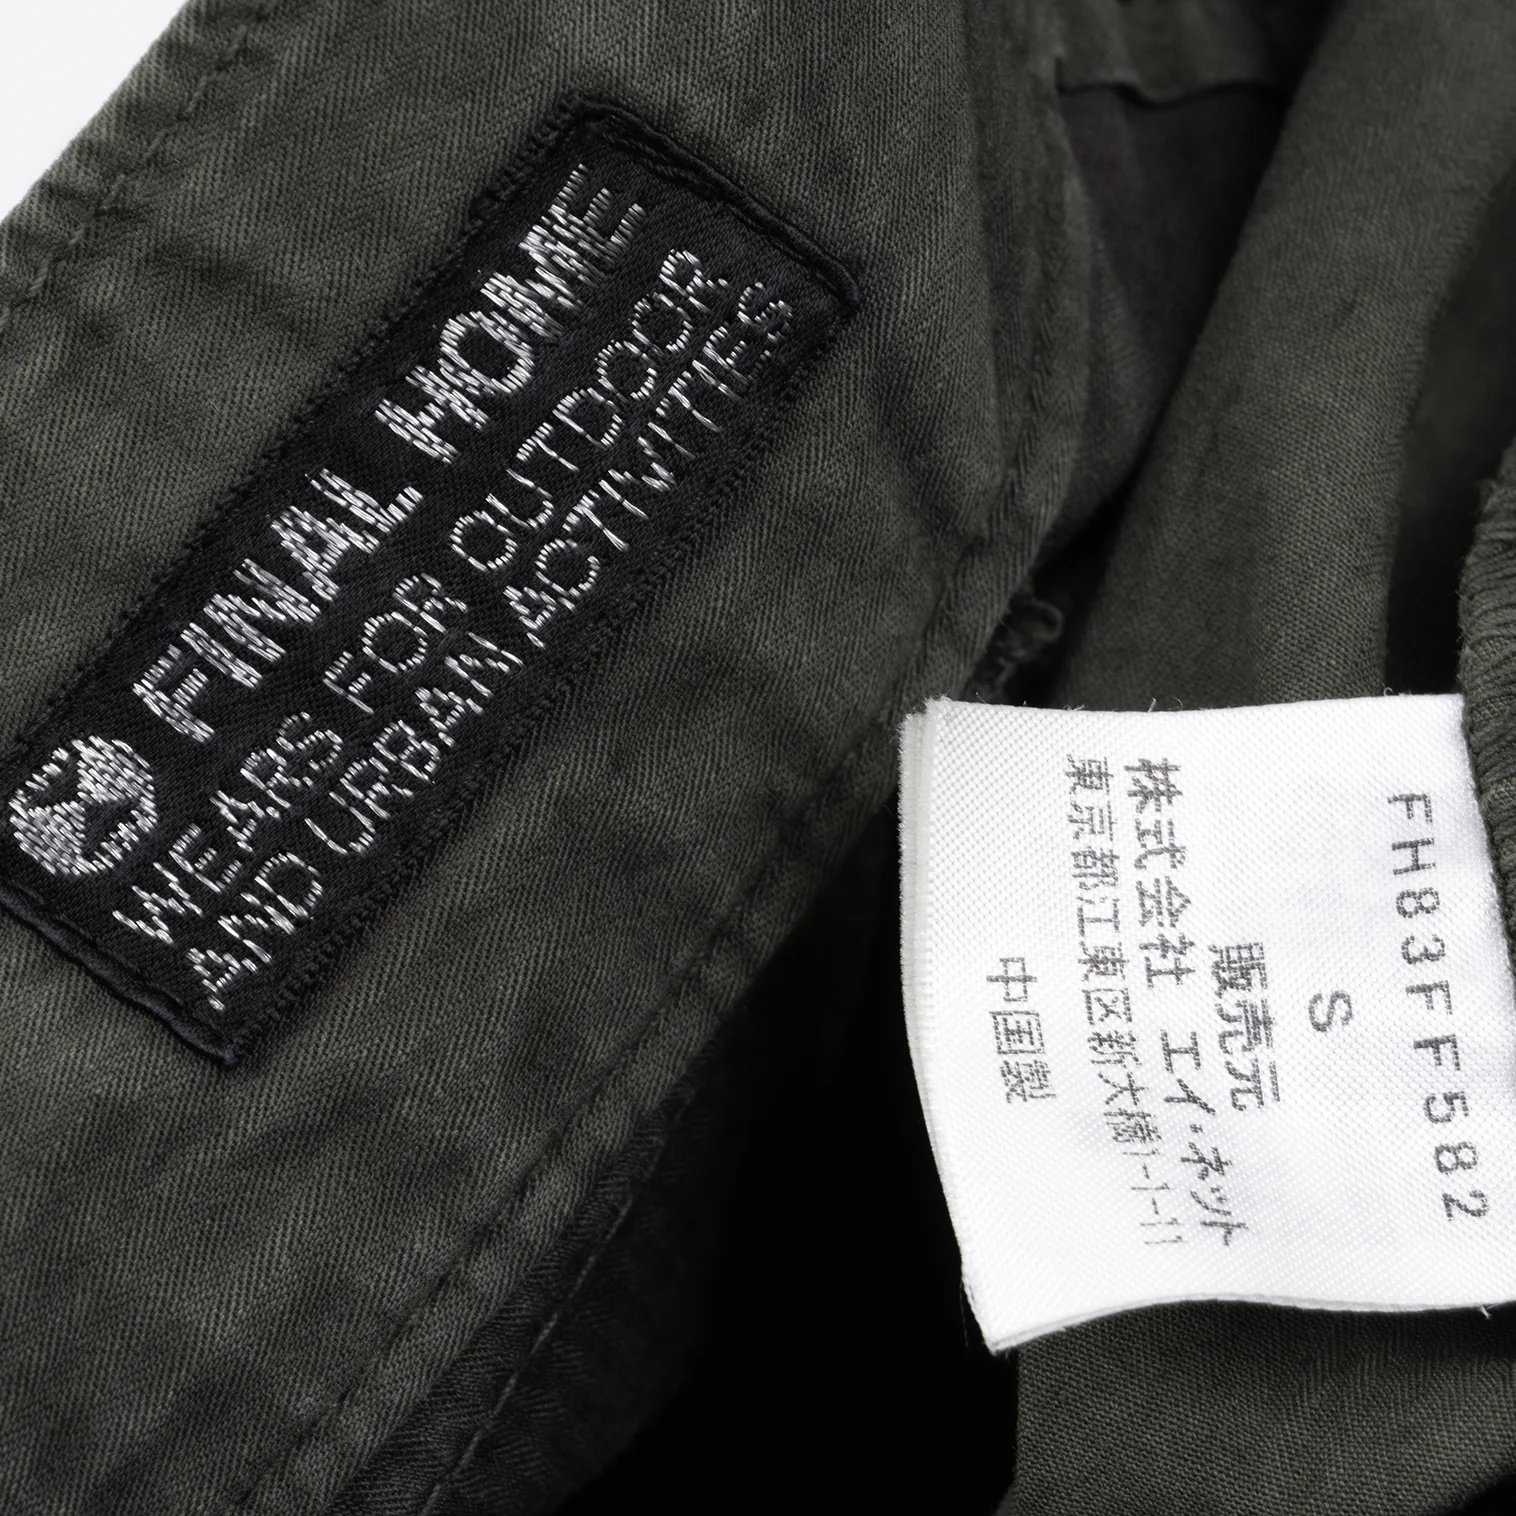 FINAL HOME
WEARS FOR OUTDOOR
AND URBAN ACTIVITIES
FH83FF582
S
販売元
株式会社 エイ・ネット
東京都江東区新大橋1-1-11
中国製